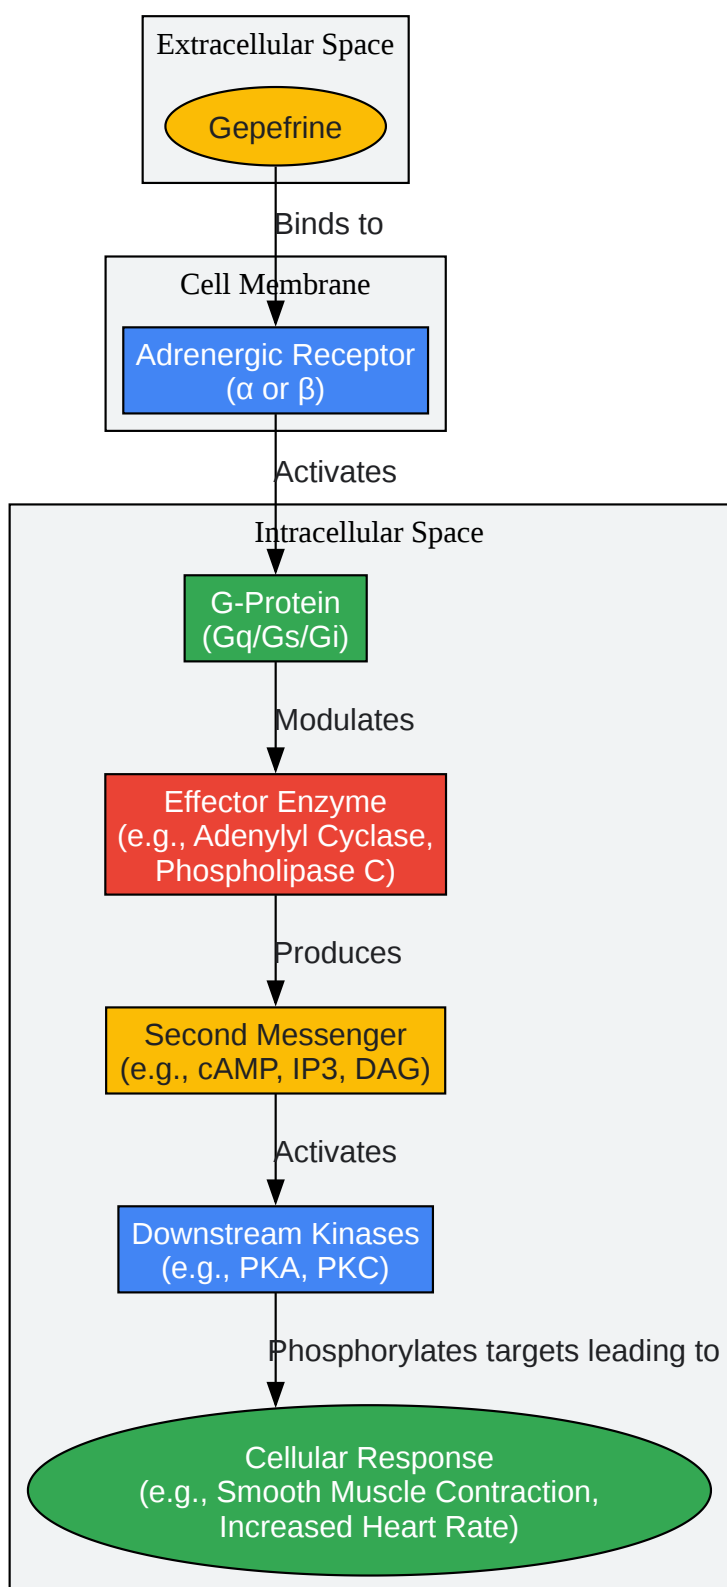 Extracellular Space
Gepefrine
Binds to
Cell Membrane
Adrenergic Receptor
(α or β)
Activates
Intracellular Space
G-Protein
(Gq/Gs/Gi)
Modulates
Effector Enzyme
(e.g., Adenylyl Cyclase,
Phospholipase C)
Produces
Second Messenger
(e.g., cAMP, IP3, DAG)
Activates
Downstream Kinases
(e.g., PKA, PKC)
Phosphorylates targets leading to
Cellular Response
(e.g., Smooth Muscle Contraction,
Increased Heart Rate)